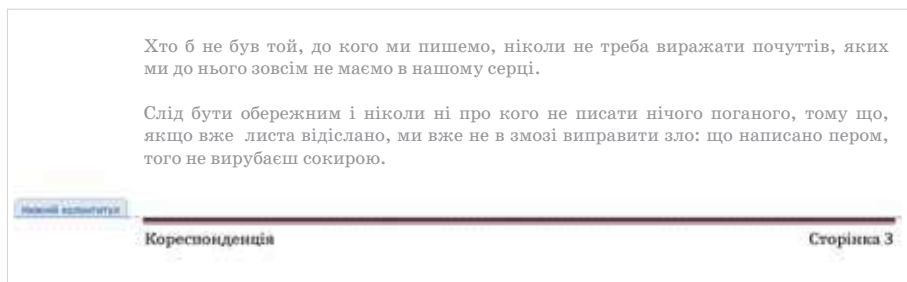 Хто б не був той, до кого ми пишемо, ніколи не треба виражати почуттів, яких
ми до нього зовсім не маємо в нашому серці.
Слід бути обережним і ніколи ні про кого не писати нічого поганого, тому що,
якщо вже листа відіслано, ми вже не в змозі виправити зло: що написано пером,
того не вирубаєш сокирою.
Нижній колонтитул
Кореспонденція Сторінка 3